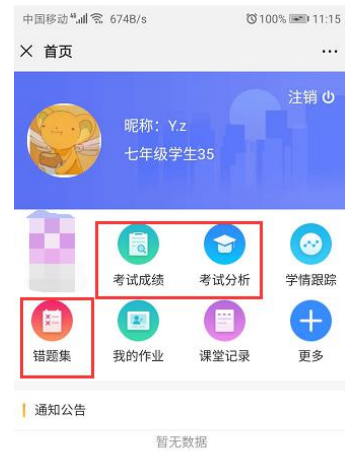 中国移动 46 674B/s 100% 11:15
× 首页 ...
注销
昵称：Y.z
七年级学生35
考试成绩 考试分析 学情跟踪
错题集 我的作业 课堂记录 更多
通知公告
暂无数据